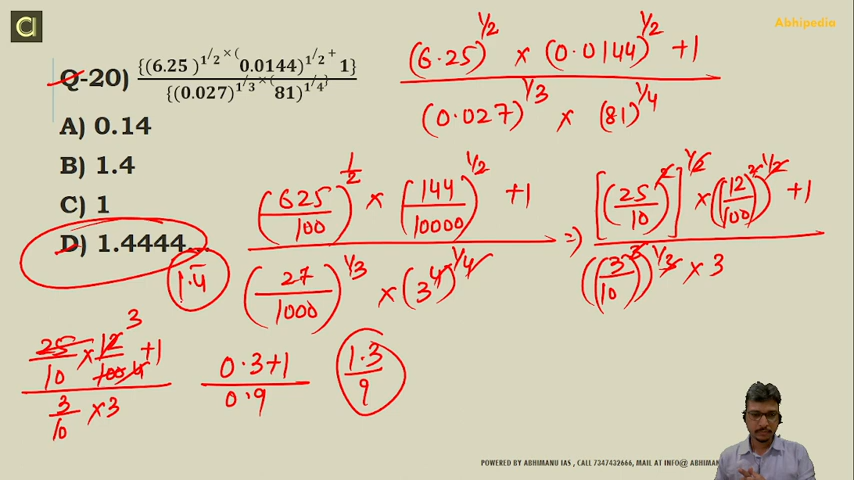 a
Abhipedia
Q-20) {(6.25 )^1/2 ×( 0.0144)^1/2 + 1}
{(0.027)^1/3 ×( 81)^1/4}
A) 0.14
B) 1.4
C) 1
D) 1.4444...
(6.25)^1/2 × (0.0144)^1/2 +1
(0.027)^1/3 × (81)^1/4
(625/100)^1/2 × (144/10000)^1/2 +1
(27/1000)^1/3 × (3^4)^1/4
=) [(25/10)^2]^1/2 × ((12/100)^2)^1/2 +1
((3/10)^3)^1/3 × 3
1.4̄
25/10 × 12/100 +1
3
4
3/10 ×3
0.3+1
0.9
1.3
9
POWERED BY ABHIMANU IAS , CALL 7347432666, MAIL AT INFO@ ABHIMAN